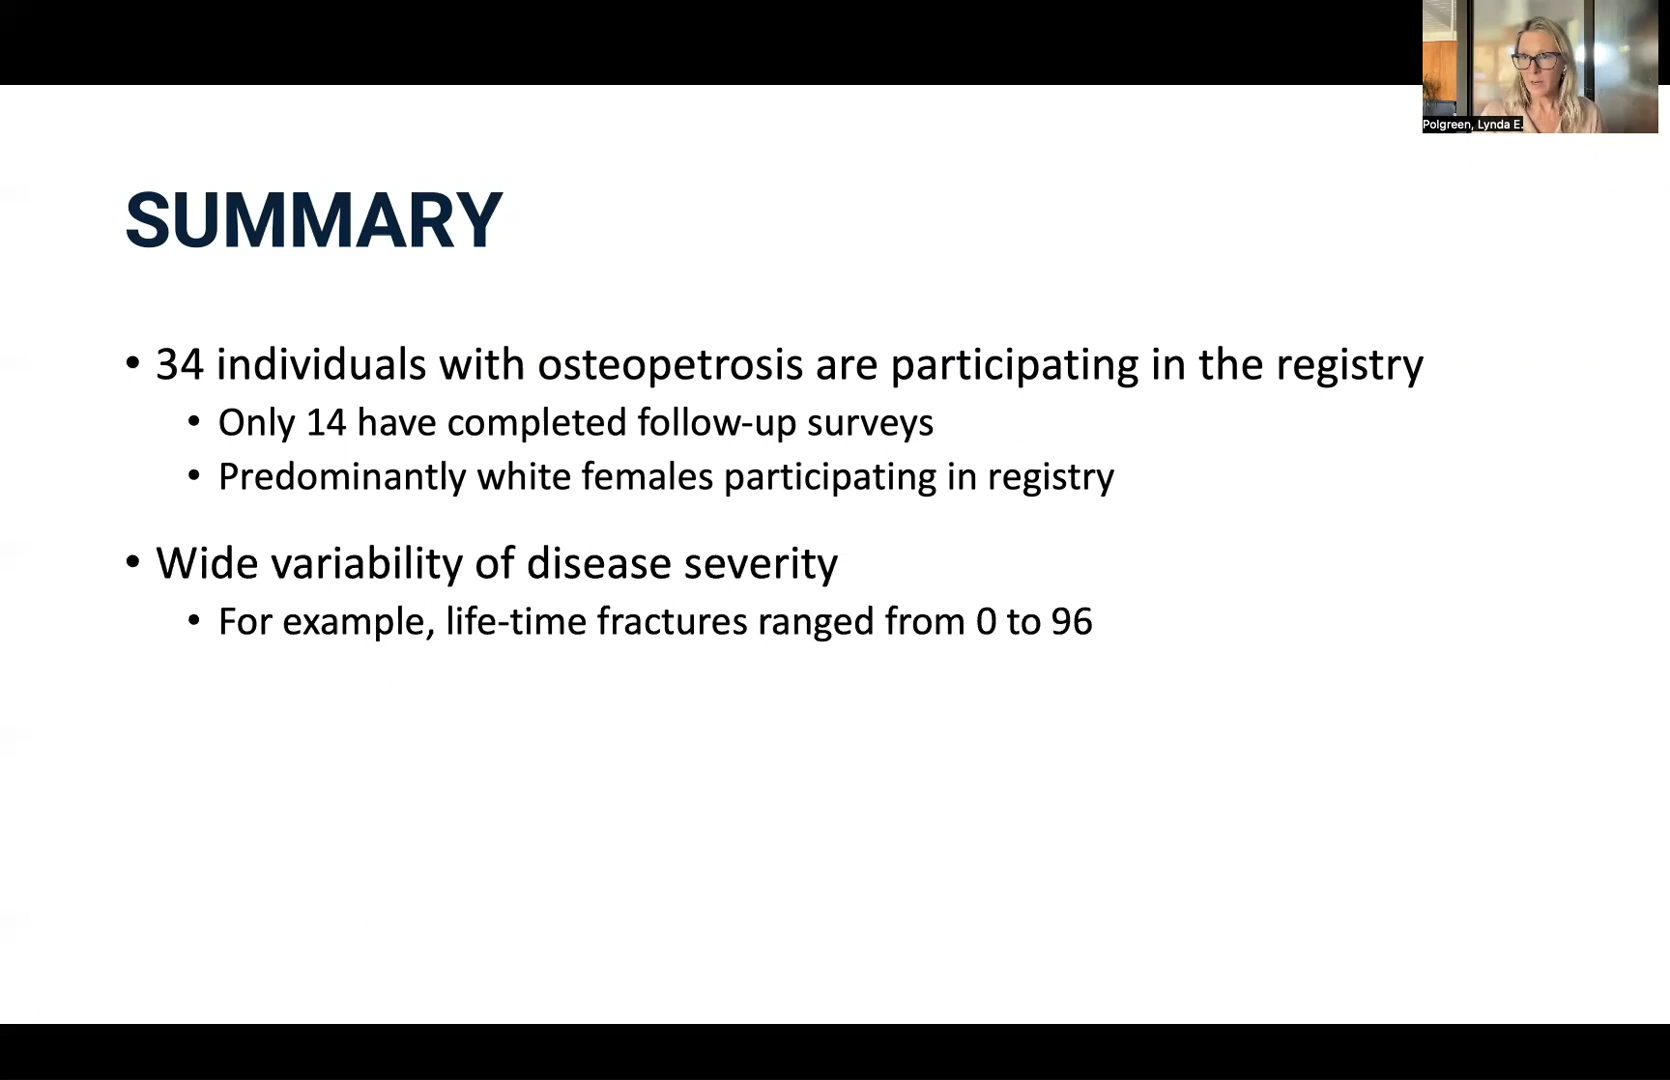 Polgreen, Lynda E.
SUMMARY
• 34 individuals with osteopetrosis are participating in the registry
• Only 14 have completed follow-up surveys
• Predominantly white females participating in registry
• Wide variability of disease severity
• For example, life-time fractures ranged from 0 to 96